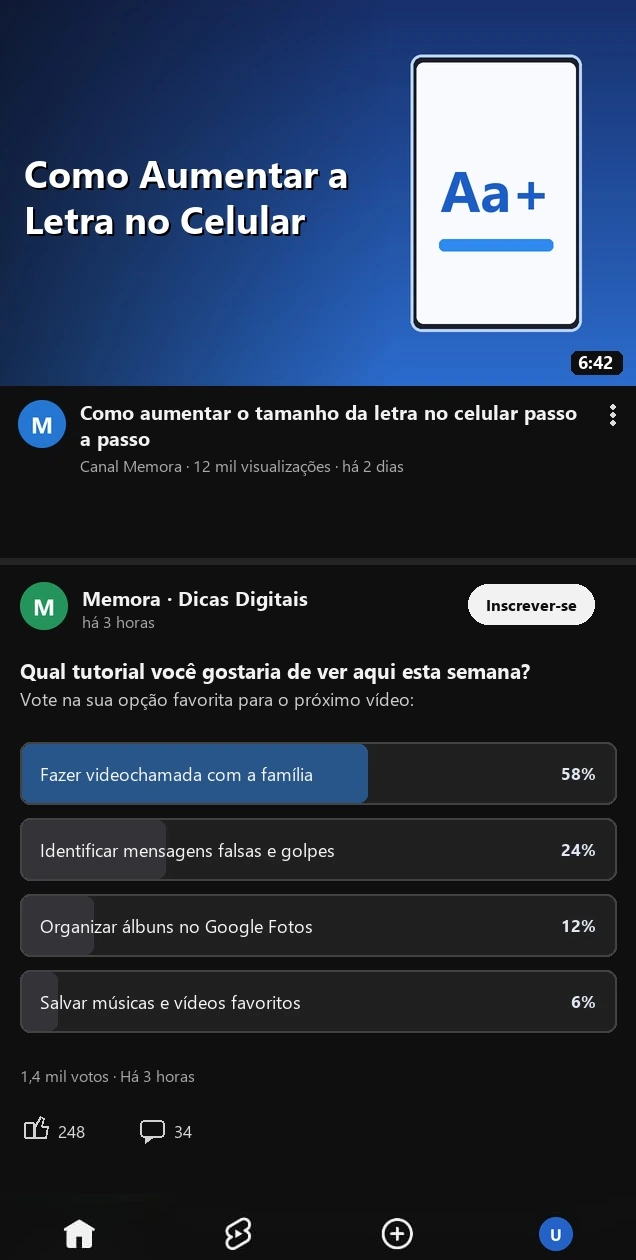 Como Aumentar a
Letra no Celular
Aa+
6:42
M
Como aumentar o tamanho da letra no celular passo
a passo
Canal Memora · 12 mil visualizações · há 2 dias
M
Memora · Dicas Digitais
há 3 horas
Inscrever-se
Qual tutorial você gostaria de ver aqui esta semana?
Vote na sua opção favorita para o próximo vídeo:
Fazer videochamada com a família 58%
Identificar mensagens falsas e golpes 24%
Organizar álbuns no Google Fotos 12%
Salvar músicas e vídeos favoritos 6%
1,4 mil votos · Há 3 horas
248 34
U